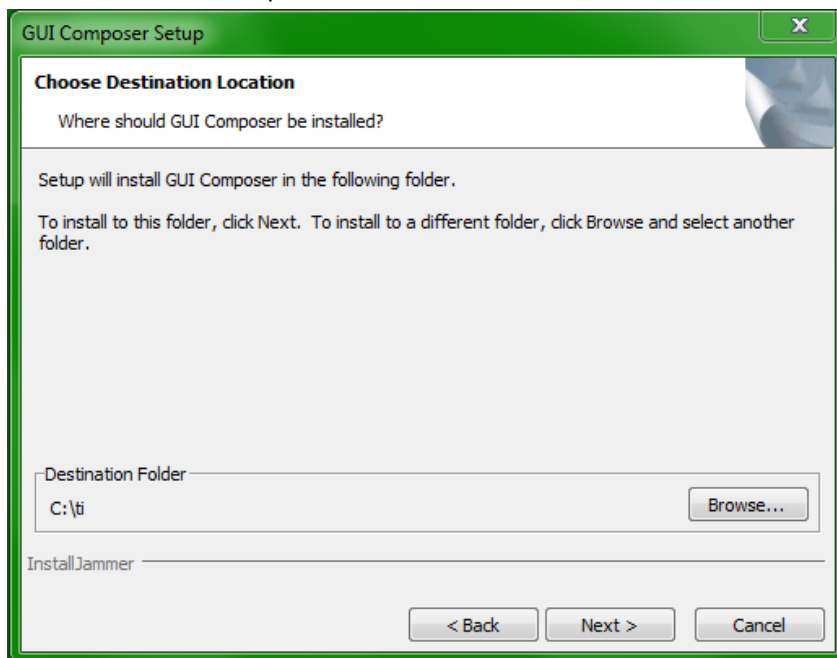 GUI Composer Setup
Choose Destination Location
Where should GUI Composer be installed?
Setup will install GUI Composer in the following folder.
To install to this folder, click Next.  To install to a different folder, click Browse and select another
folder.
Destination Folder
C:\ti
Browse...
InstallJammer
< Back
Next >
Cancel